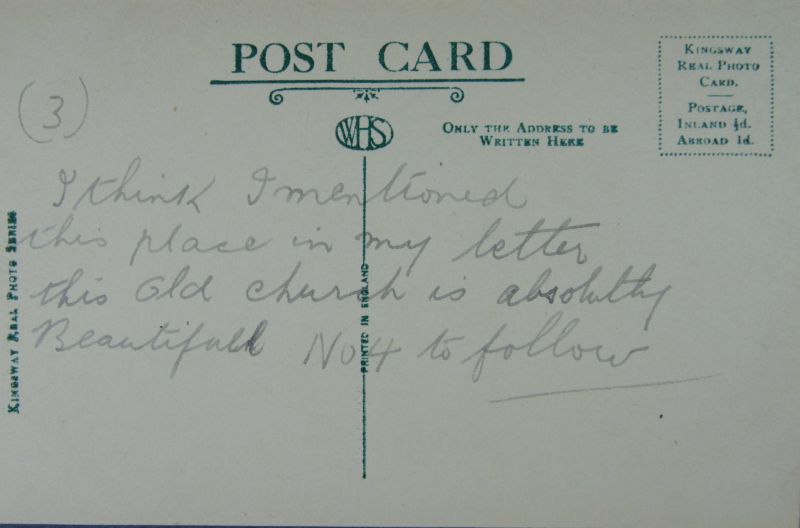 POST CARD
KINGSWAY
REAL PHOTO
CARD.
POSTAGE,
INLAND ½d.
ABROAD 1d.
(3)
WHS
ONLY THE ADDRESS TO BE
WRITTEN HERE
I think I mentioned
this place in my letter
this Old church is absolutly
Beautifull No 4 to follow
KINGSWAY REAL PHOTO SERIES
PRINTED IN ENGLAND